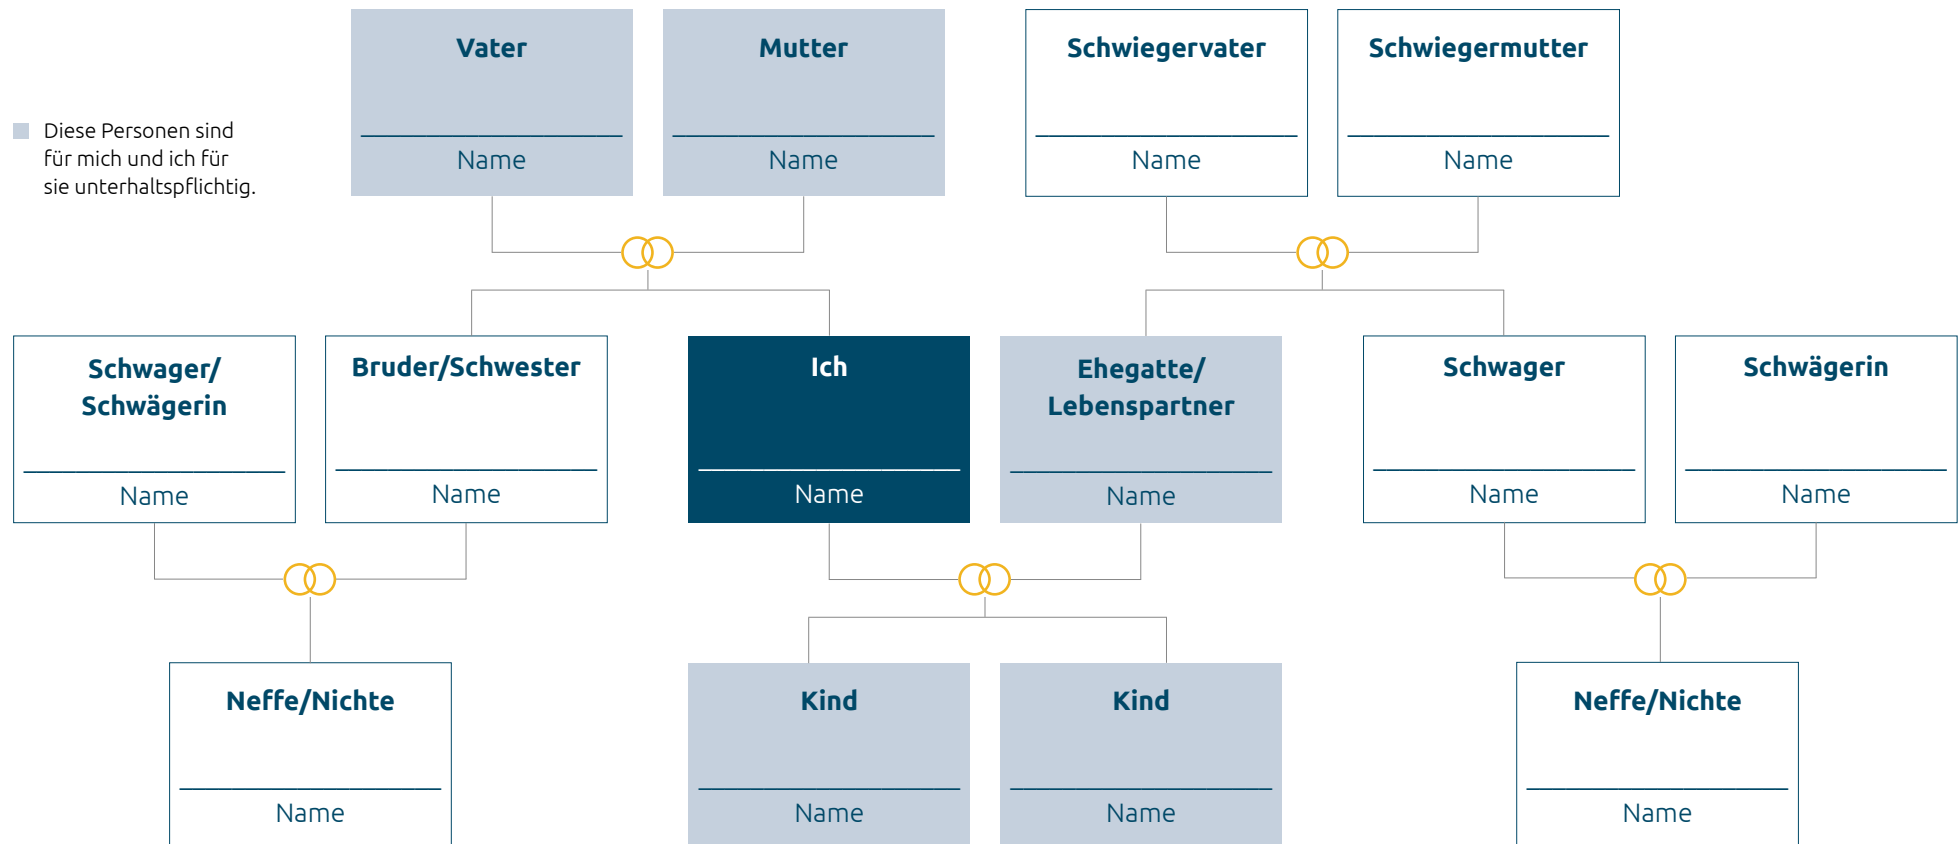 Vater
Mutter
Schwiegervater
Schwiegermutter
Name
Name
Name
Name
Diese Personen sind
für mich und ich für
sie unterhaltspflichtig.
Schwager/
Schwägerin
Name
Bruder/Schwester
Name
Ich
Name
Ehegatte/
Lebenspartner
Name
Schwager
Name
Schwägerin
Name
Neffe/Nichte
Name
Kind
Name
Kind
Name
Neffe/Nichte
Name